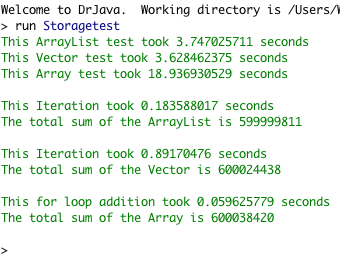 Welcome to DrJava.  Working directory is /Users/
> run Storagetest
This ArrayList test took 3.747025711 seconds
This Vector test took 3.628462375 seconds
This Array test took 18.936930529 seconds
This Iteration took 0.183588017 seconds
The total sum of the ArrayList is 599999811
This Iteration took 0.89170476 seconds
The total sum of the Vector is 600024438
This for loop addition took 0.059625779 seconds
The total sum of the Array is 600038420
>